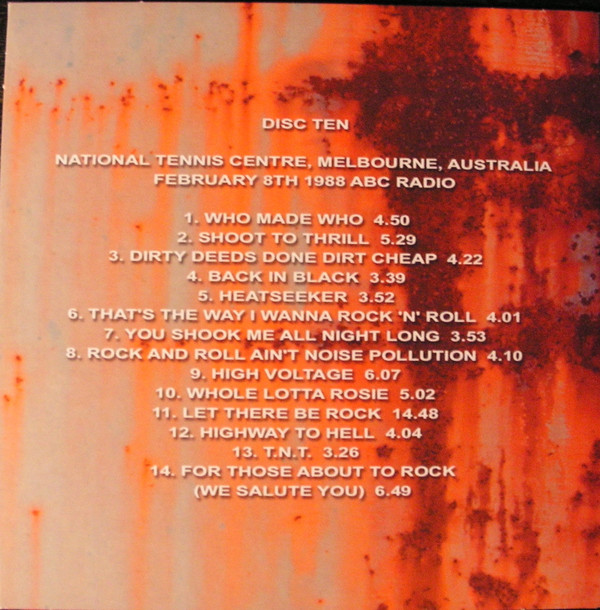 DISC TEN
NATIONAL TENNIS CENTRE, MELBOURNE, AUSTRALIA
FEBRUARY 8TH 1988 ABC RADIO
1. WHO MADE WHO 4.50
2. SHOOT TO THRILL 5.29
3. DIRTY DEEDS DONE DIRT CHEAP 4.22
4. BACK IN BLACK 3.39
5. HEATSEEKER 3.52
6. THAT'S THE WAY I WANNA ROCK 'N' ROLL 4.01
7. YOU SHOOK ME ALL NIGHT LONG 3.53
8. ROCK AND ROLL AIN'T NOISE POLLUTION 4.10
9. HIGH VOLTAGE 6.07
10. WHOLE LOTTA ROSIE 5.02
11. LET THERE BE ROCK 14.48
12. HIGHWAY TO HELL 4.04
13. T.N.T. 3.26
14. FOR THOSE ABOUT TO ROCK
(WE SALUTE YOU) 6.49